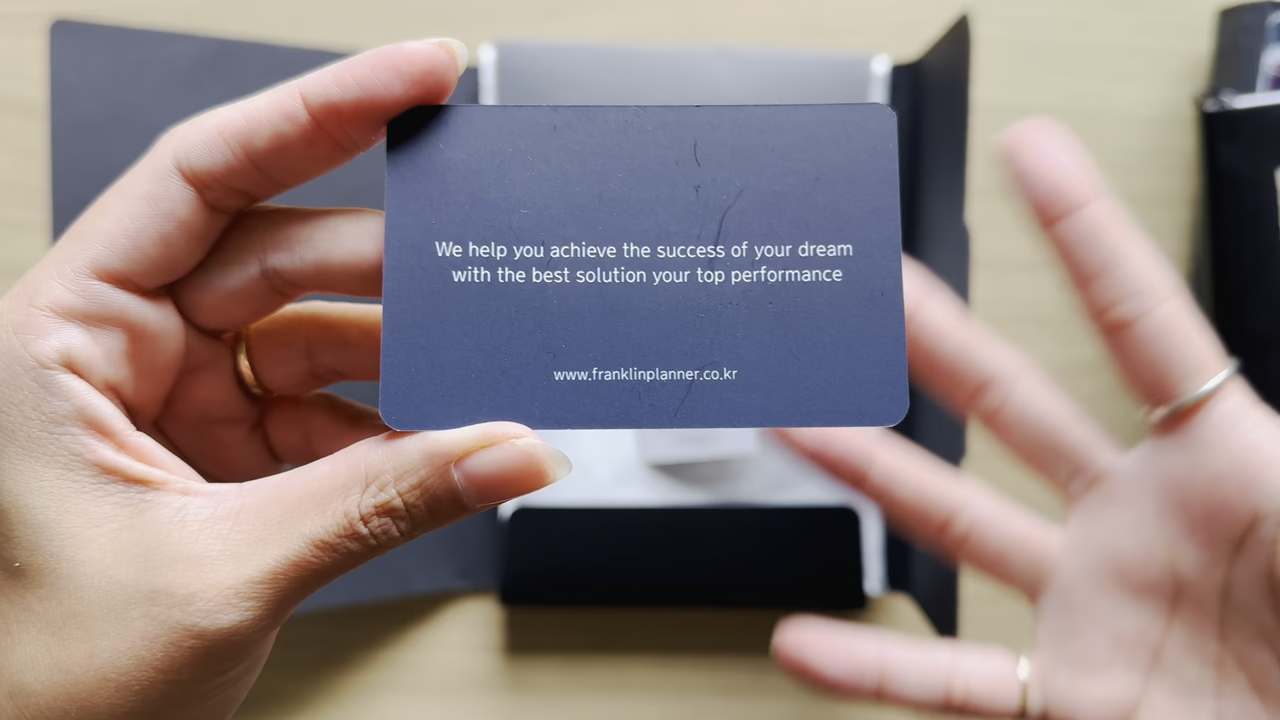 We help you achieve the success of your dream
with the best solution your top performance
www.franklinplanner.co.kr